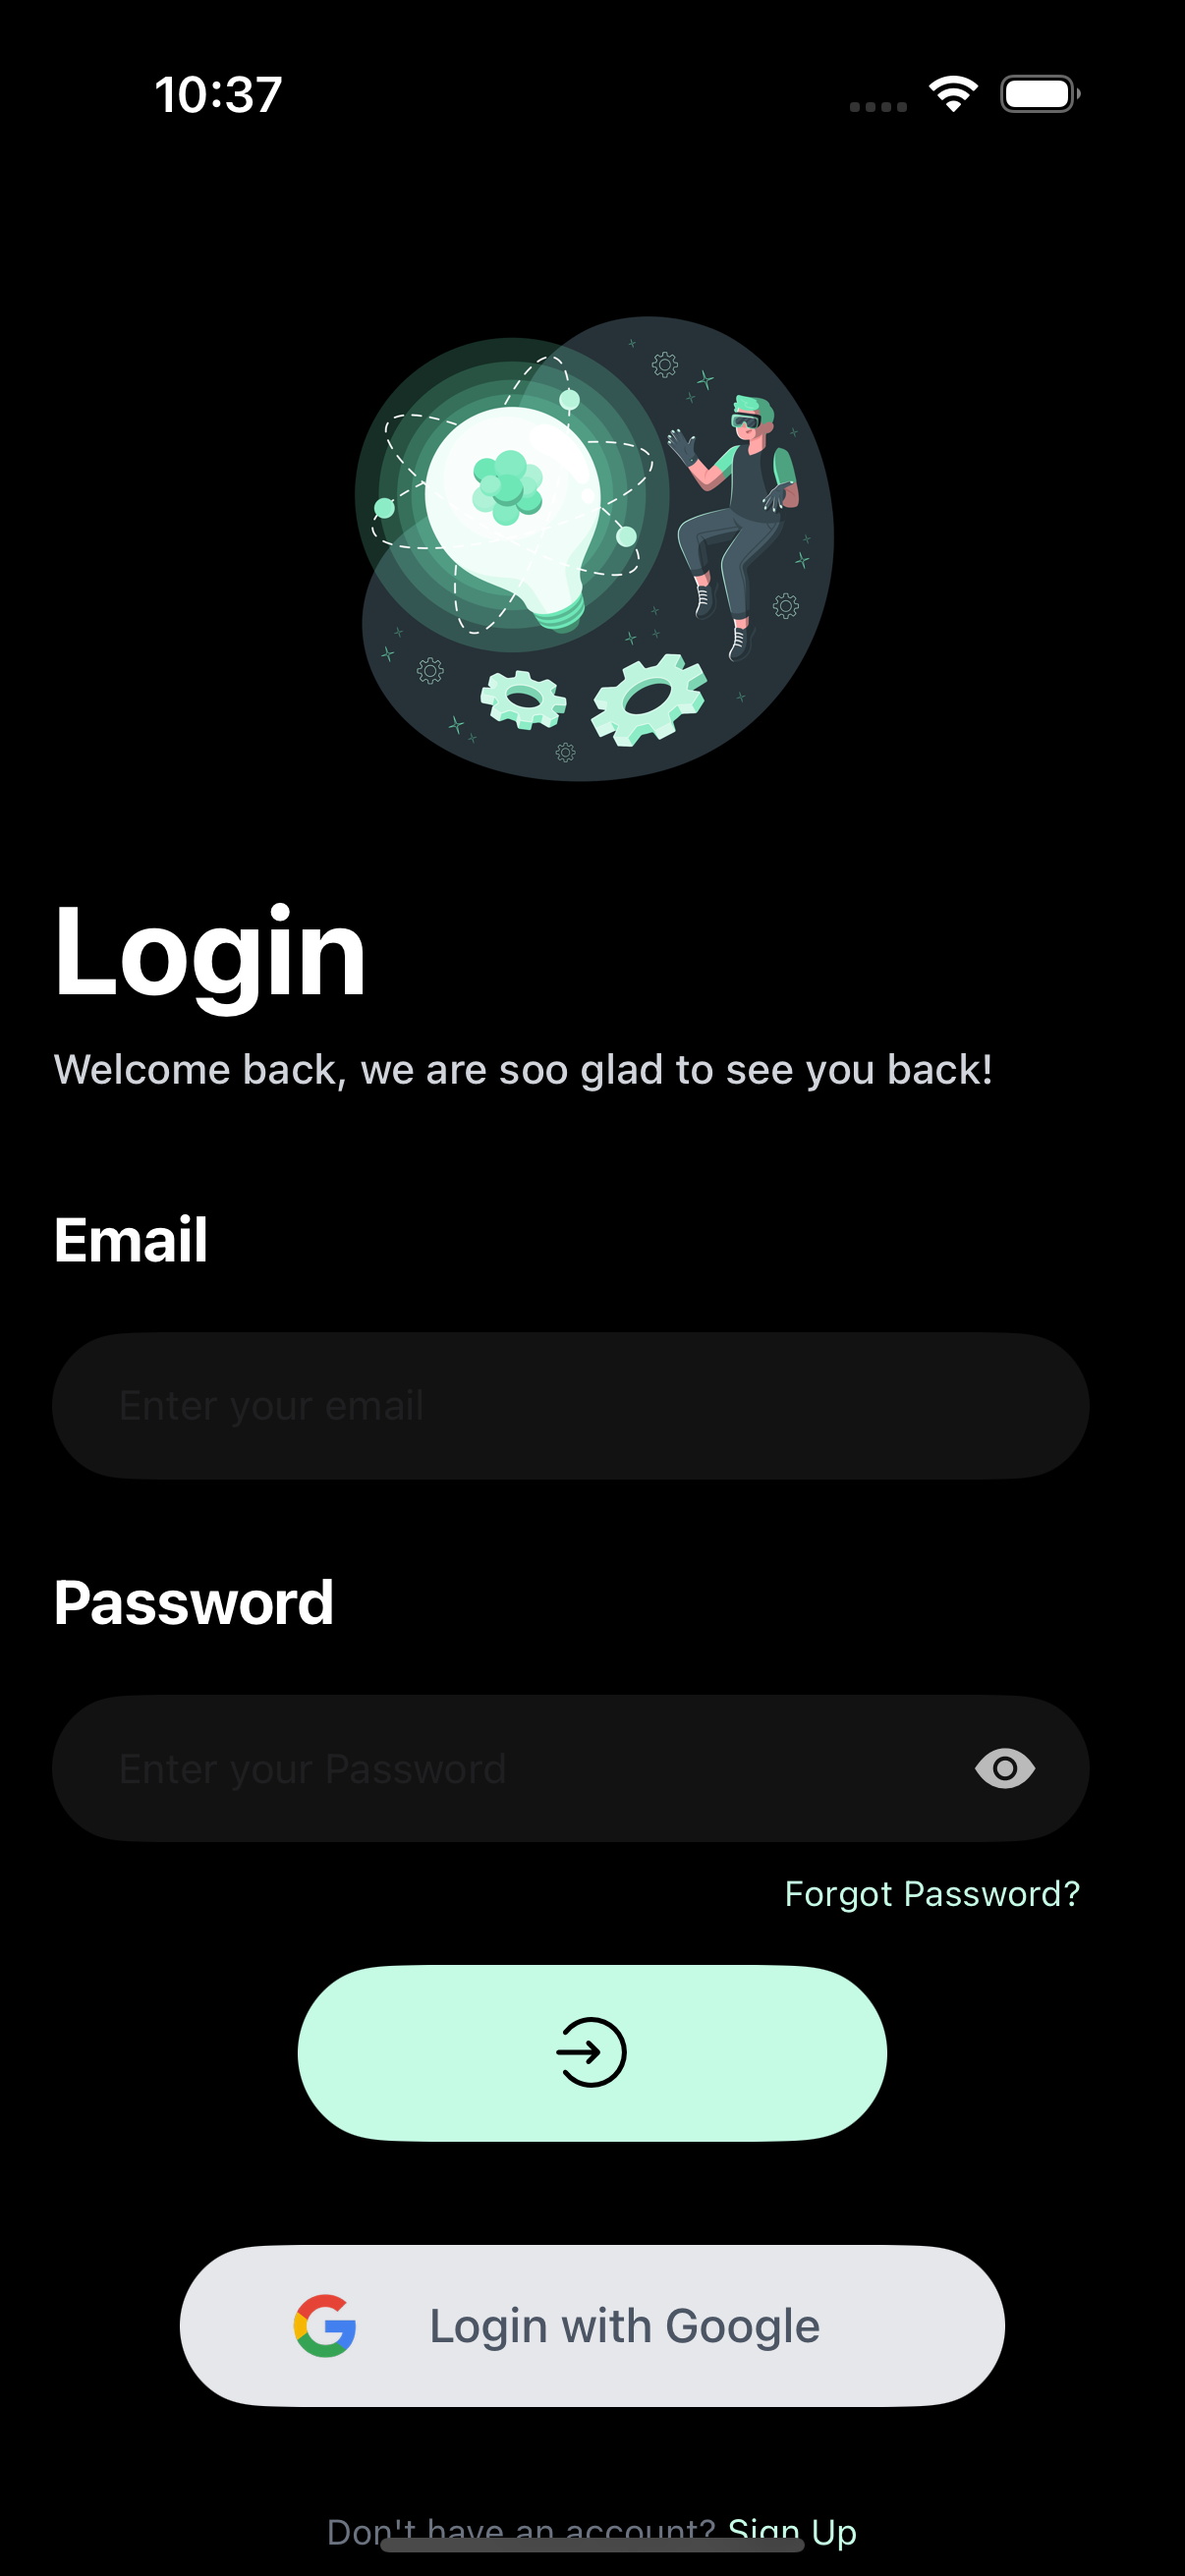 10:37
Login
Welcome back, we are soo glad to see you back!
Email
Enter your email
Password
Enter your Password
Forgot Password?
Login with Google
Don't have an account? Sign Up